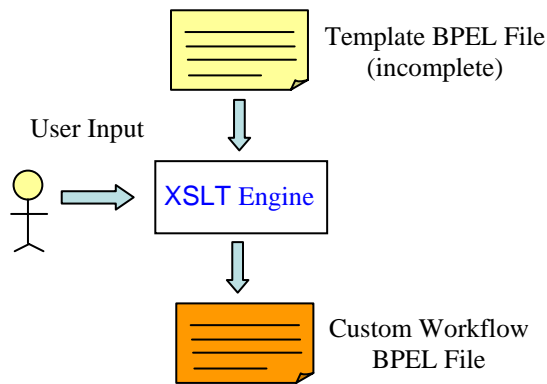 Template BPEL File
(incomplete)
User Input
XSLT Engine
Custom Workflow
BPEL File